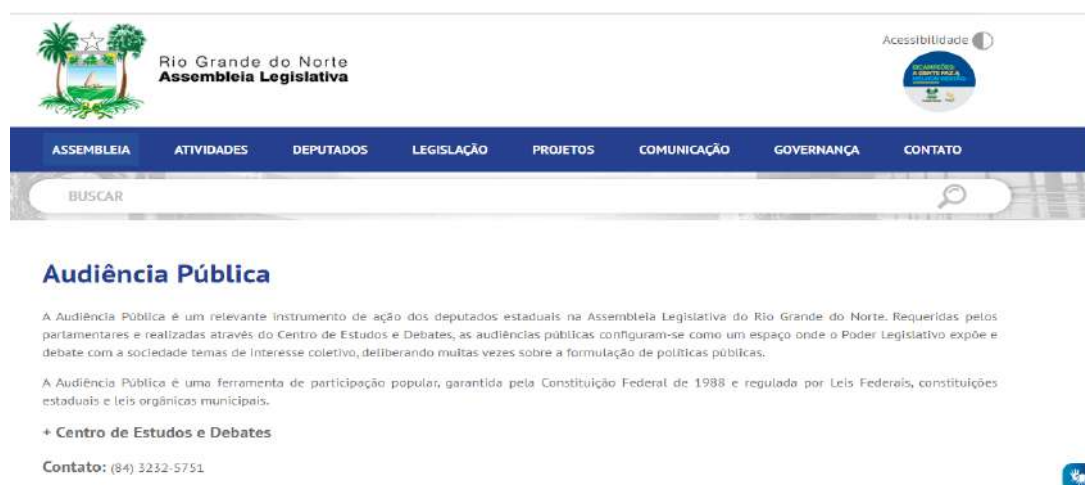 Acessibilidade
Rio Grande do Norte
Assembleia Legislativa
ASSEMBLEIA ATIVIDADES DEPUTADOS LEGISLAÇÃO PROJETOS COMUNICAÇÃO GOVERNANÇA CONTATO
BUSCAR
Audiência Pública
A Audiência Pública é um relevante instrumento de ação dos deputados estaduais na Assembleia Legislativa do Rio Grande do Norte. Requeridas pelos
parlamentares e realizadas através do Centro de Estudos e Debates, as audiências públicas configuram-se como um espaço onde o Poder Legislativo expõe e
debate com a sociedade temas de interesse coletivo, deliberando muitas vezes sobre a formulação de políticas públicas.
A Audiência Pública é uma ferramenta de participação popular, garantida pela Constituição Federal de 1988 e regulada por Leis Federais, constituições
estaduais e leis orgânicas municipais.
+ Centro de Estudos e Debates
Contato: (84) 3232-5751